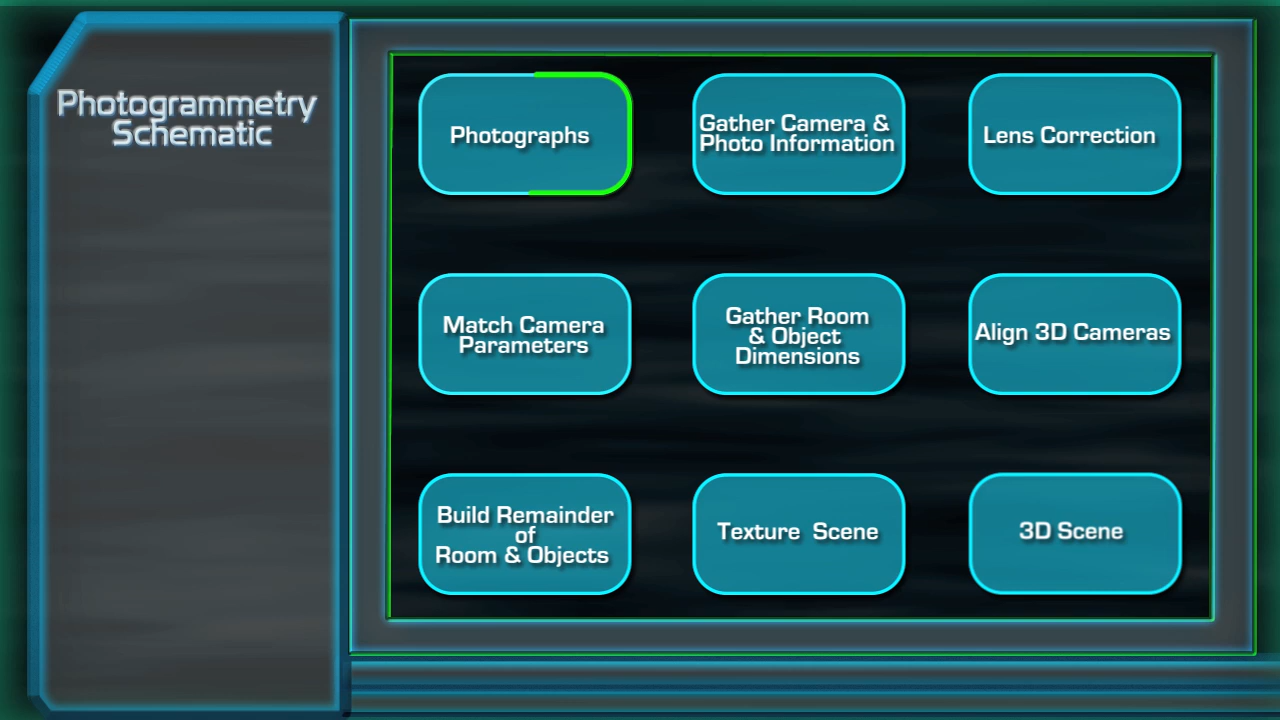 Photogrammetry
Schematic
Photographs
Gather Camera &
Photo Information
Lens Correction
Match Camera
Parameters
Gather Room
& Object
Dimensions
Align 3D Cameras
Build Remainder
of
Room & Objects
Texture  Scene
3D Scene